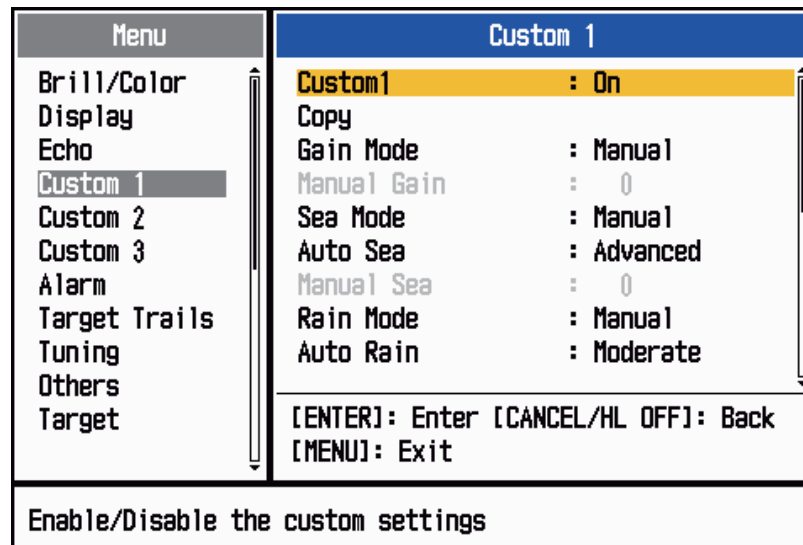 Menu
Brill/Color
Display
Echo
Custom 1
Custom 2
Custom 3
Alarm
Target Trails
Tuning
Others
Target
Custom 1
Custom1 : On
Copy
Gain Mode : Manual
Manual Gain : 0
Sea Mode : Manual
Auto Sea : Advanced
Manual Sea : 0
Rain Mode : Manual
Auto Rain : Moderate
[ENTER]: Enter [CANCEL/HL OFF]: Back
[MENU]: Exit
Enable/Disable the custom settings